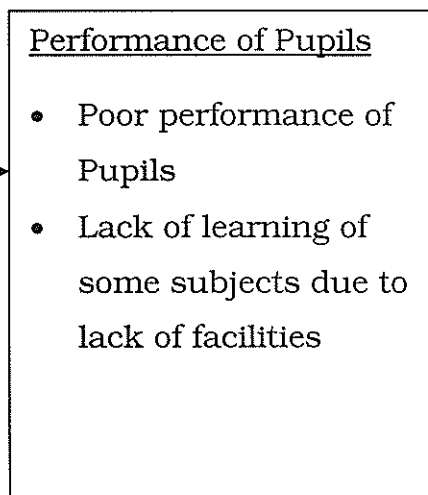 Performance of Pupils
• Poor performance of
Pupils
• Lack of learning of
some subjects due to
lack of facilities